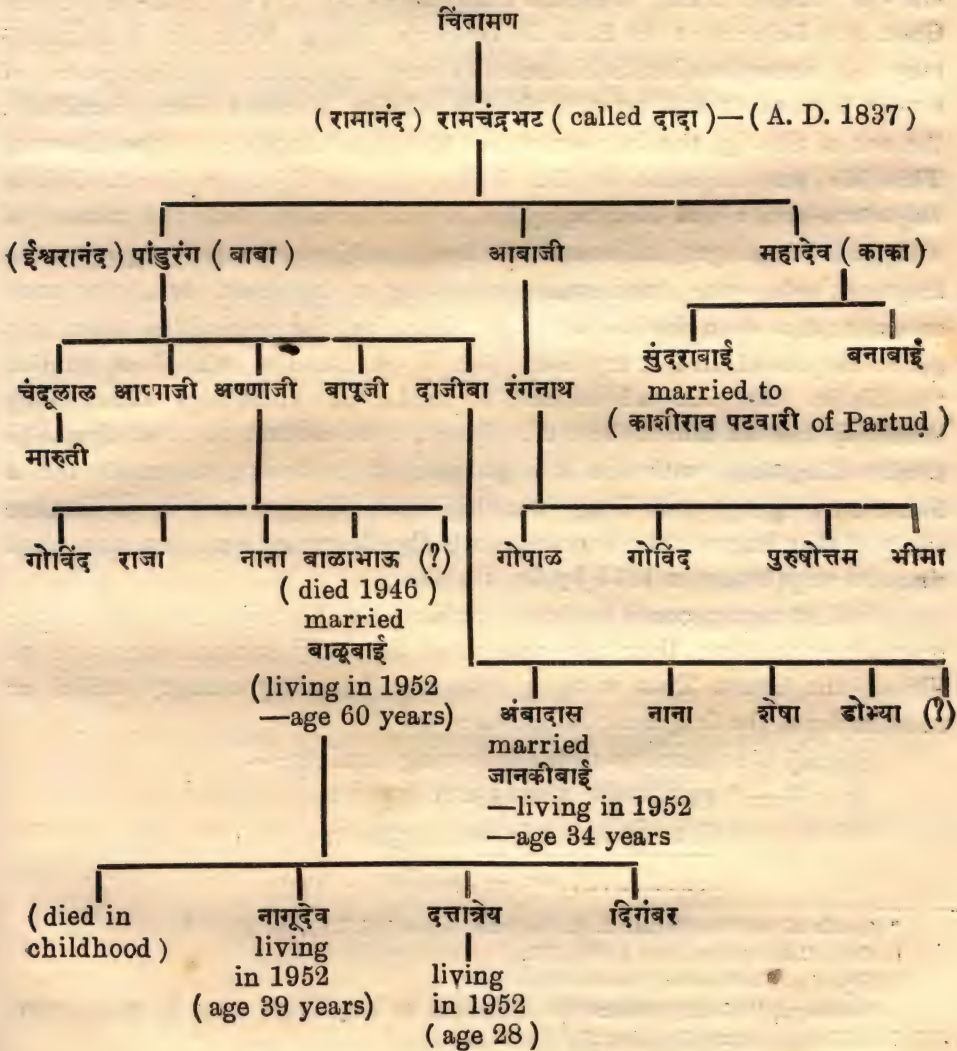 चिंतामण
(रामानंद) रामचंद्रभट (called दादा)—(A. D. 1837)
(ईश्वरानंद) पांडुरंग (बाबा) आबाजी महादेव (काका)
सुंदराबाई बनाबाई
married to
(काशीराव पटवारी of Partud)
चंदूलाल आप्पाजी अण्णाजी बापूजी दाजीबा रंगनाथ
मारुती
गोविंद राजा नाना बाळाभाऊ (?) गोपाळ गोविंद पुरुषोत्तम भीमा
(died 1946)
married
बाळूबाई
(living in 1952
—age 60 years)
अंबादास नाना शेषा ढोभ्या (?)
married
जानकीबाई
—living in 1952
—age 34 years
(died in नागूदेव दत्तात्रेय दिगंबर
childhood) living living
in 1952 in 1952
(age 39 years) (age 28)